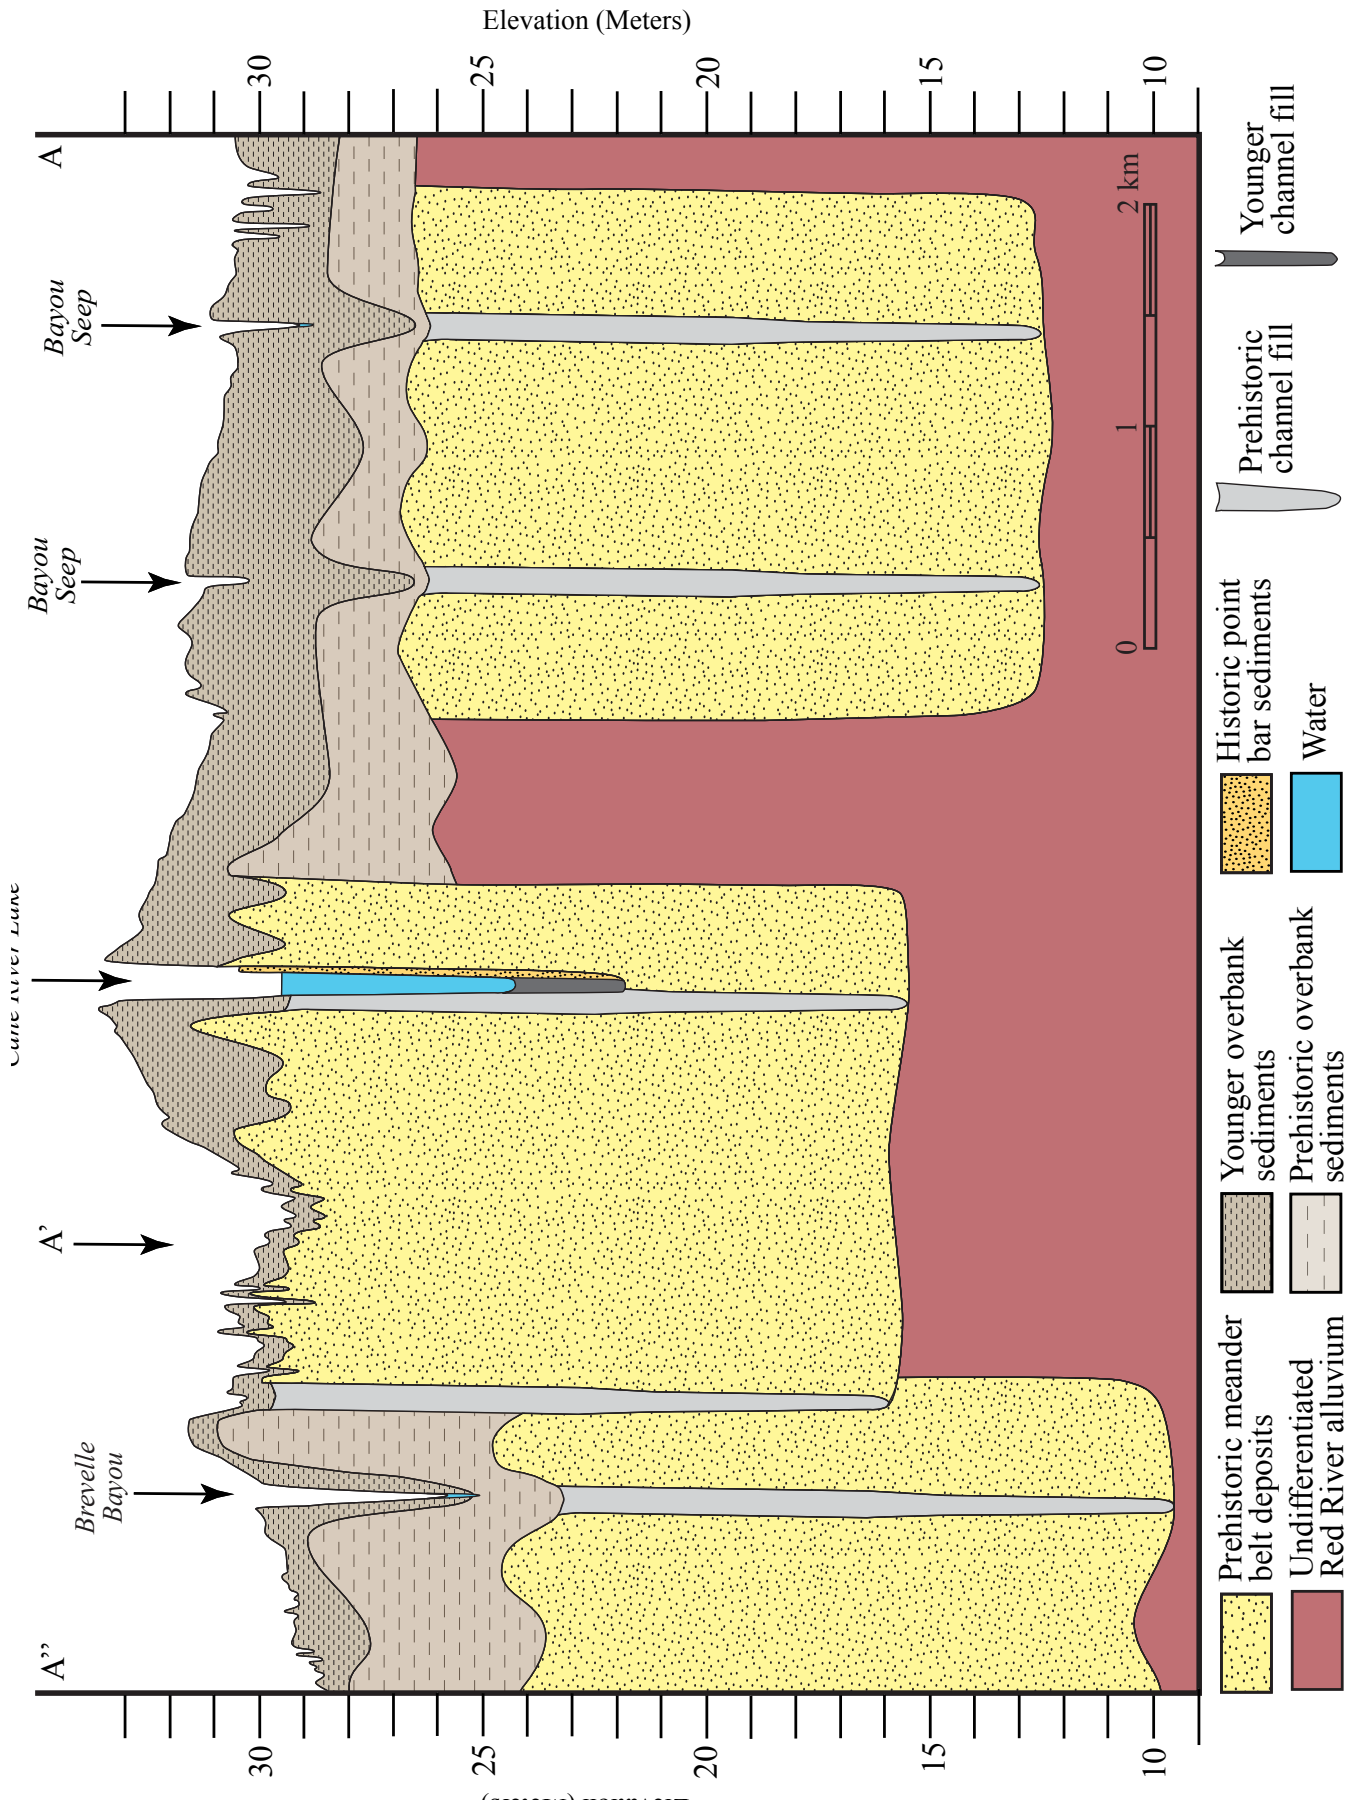 Elevation (Meters)
30
25
20
15
10
A
Bayou
Seep
Bayou
Seep
A'
Brevelle
Bayou
A"
30
25
20
15
10
0
1
2 km
Prehistoric meander
belt deposits
Undifferentiated
Red River alluvium
Younger overbank
sediments
Prehistoric overbank
sediments
Historic point
bar sediments
Water
Prehistoric
channel fill
Younger
channel fill